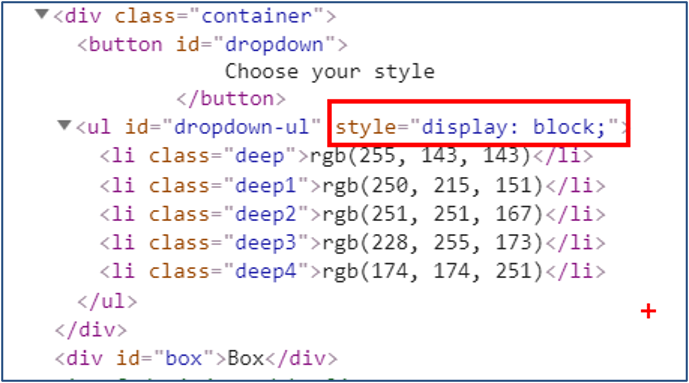 ▼<div class="container">
<button id="dropdown">
Choose your style
</button>
▼<ul id="dropdown-ul" style="display: block;">
<li class="deep">rgb(255, 143, 143)</li>
<li class="deep1">rgb(250, 215, 151)</li>
<li class="deep2">rgb(251, 251, 167)</li>
<li class="deep3">rgb(228, 255, 173)</li>
<li class="deep4">rgb(174, 174, 251)</li>
</ul>
</div>
<div id="box">Box</div>